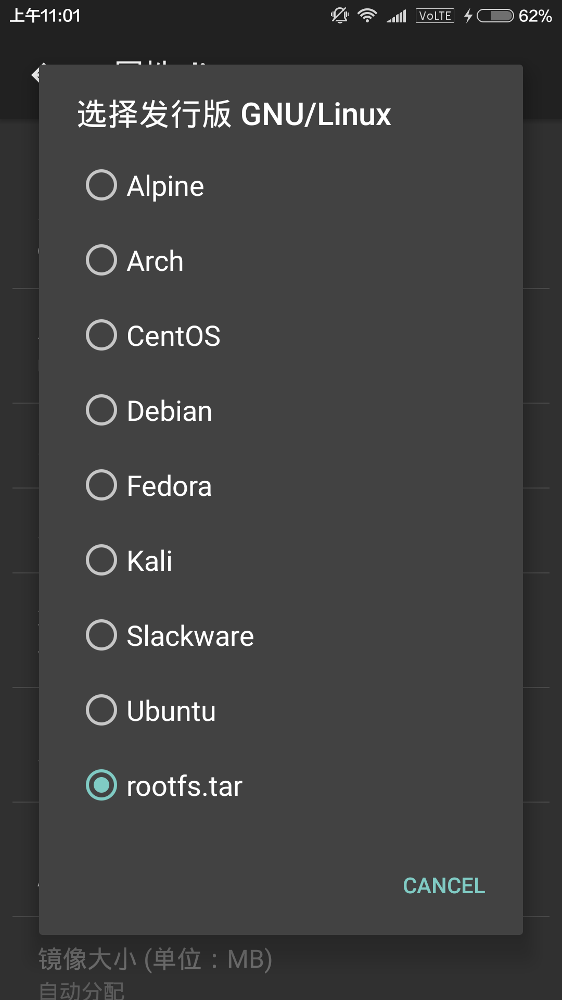 上午11:01
VoLTE
62%
选择发行版 GNU/Linux
Alpine
Arch
CentOS
Debian
Fedora
Kali
Slackware
Ubuntu
rootfs.tar
CANCEL
镜像大小 (单位：MB)
自动分配